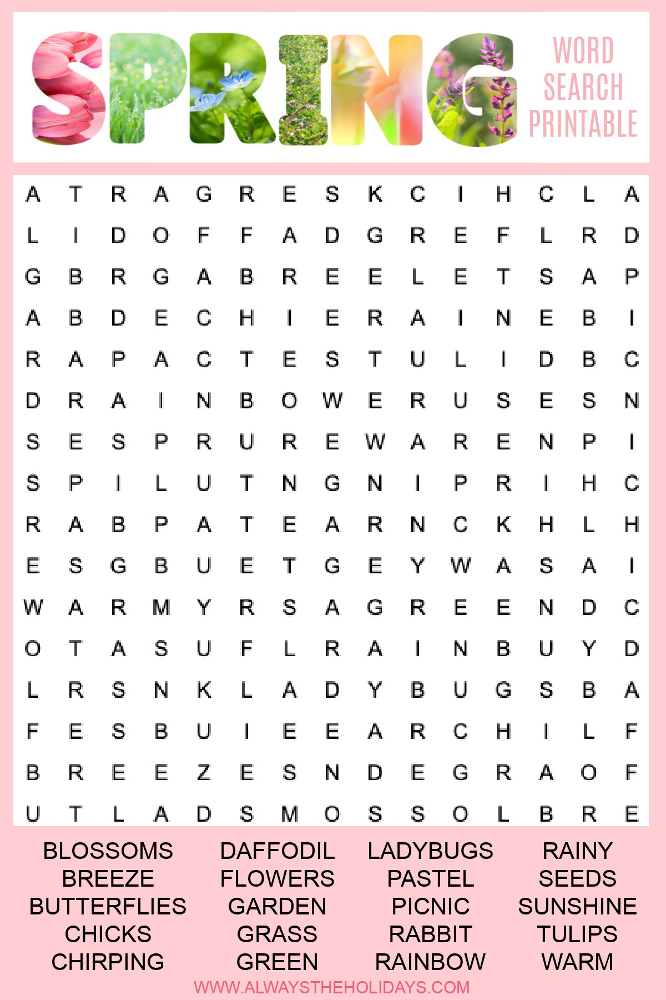 SPRING
WORD
SEARCH
PRINTABLE
A T R A G R E S K C I H C L A
L I D O F F A D G R E F L R D
G B R G A B R E E L E T S A P
A B D E C H I E R A I N E B I
R A P A C T E S T U L I D B C
D R A I N B O W E R U S E S N
S E S P R U R E W A R E N P I
S P I L U T N G N I P R I H C
R A B P A T E A R N C K H L H
E S G B U E T G E Y W A S A I
W A R M Y R S A G R E E N D C
O T A S U F L R A I N B U Y D
L R S N K L A D Y B U G S B A
F E S B U I E E A R C H I L F
B R E E Z E S N D E G R A O F
U T L A D S M O S S O L B R E
BLOSSOMS DAFFODIL LADYBUGS RAINY
BREEZE FLOWERS PASTEL SEEDS
BUTTERFLIES GARDEN PICNIC SUNSHINE
CHICKS GRASS RABBIT TULIPS
CHIRPING GREEN RAINBOW WARM
WWW.ALWAYSTHEHOLIDAYS.COM